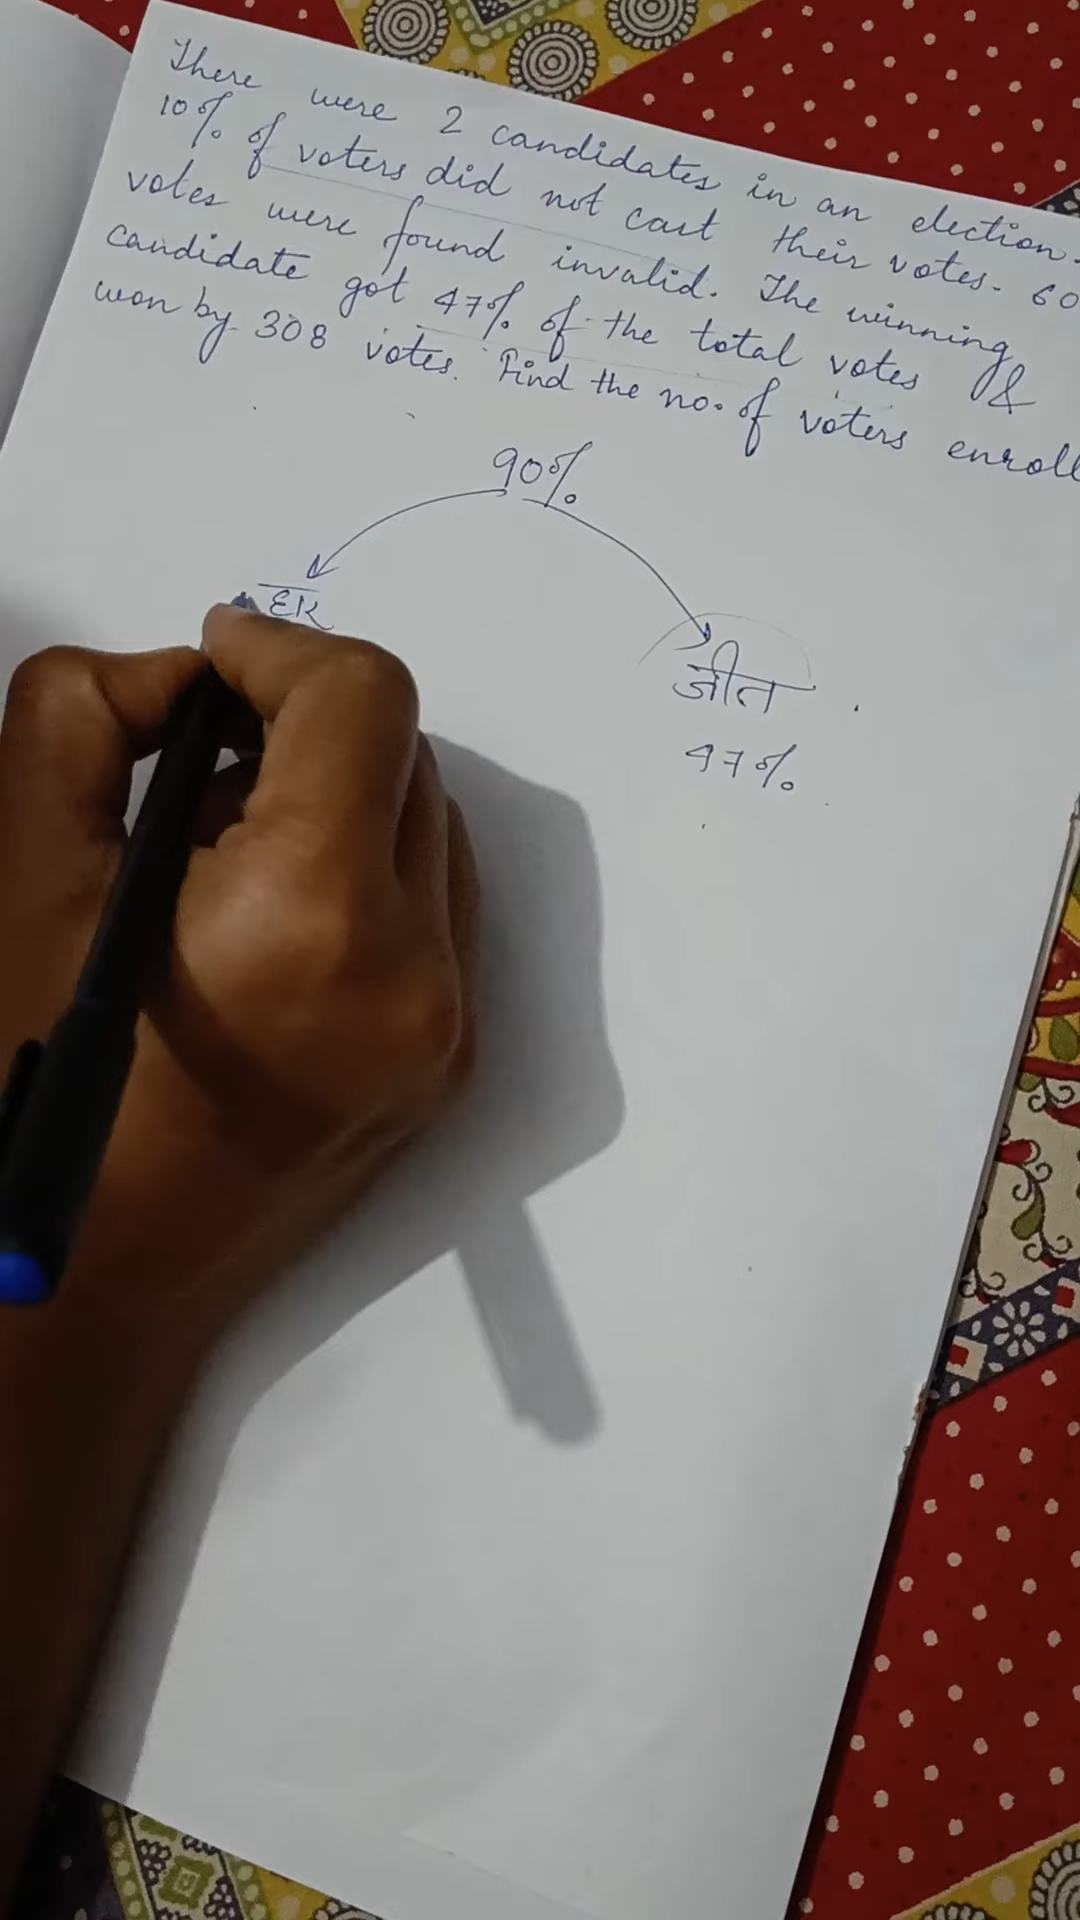 There were 2 candidates in an election.
10% of voters did not cast their votes. 60
votes were found invalid. The winning
candidate got 47% of the total votes &
won by 308 votes. Find the no. of voters enroll
90%
जीत
47%